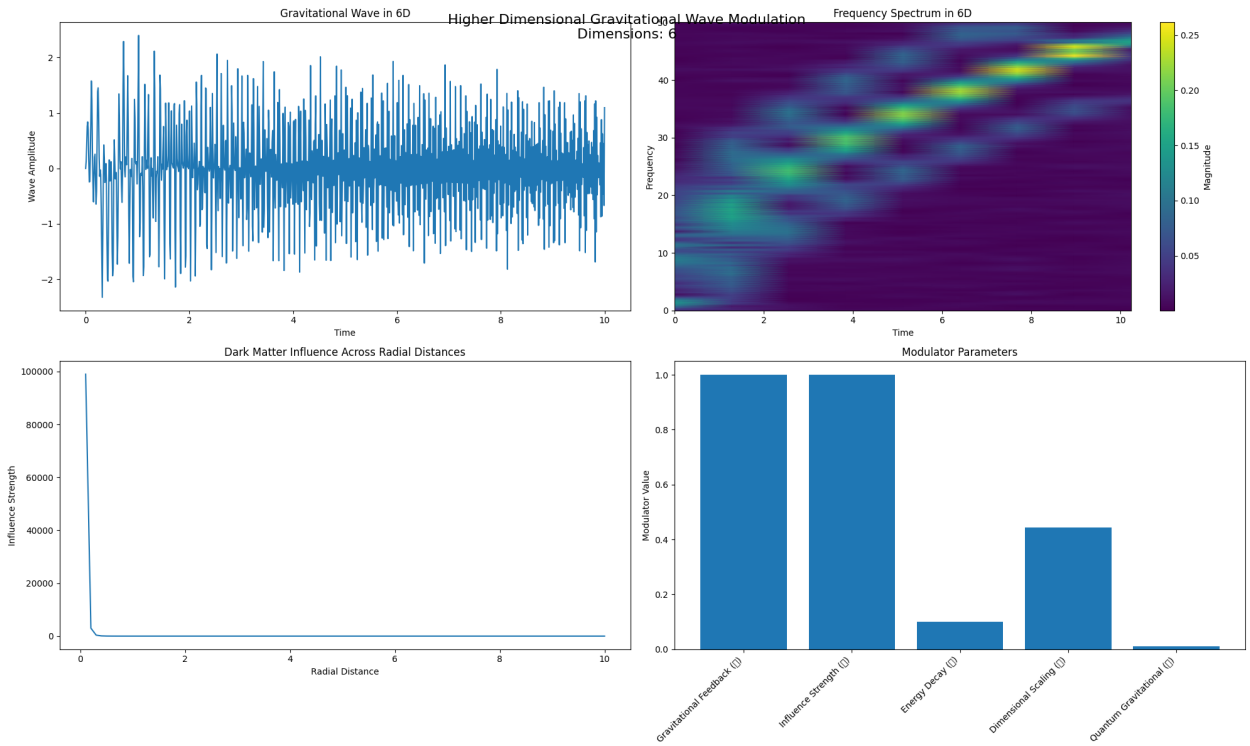 Higher Dimensional Gravitational Wave Modulation
Dimensions: 6
Gravitational Wave in 6D
2
1
0
−1
−2
Wave Amplitude
0
2
4
6
8
10
Time
Frequency Spectrum in 6D
50
40
30
20
10
0
Frequency
0
2
4
6
8
10
Time
0.25
0.20
0.15
0.10
0.05
Magnitude
Dark Matter Influence Across Radial Distances
100000
80000
60000
40000
20000
0
Influence Strength
0
2
4
6
8
10
Radial Distance
Modulator Parameters
1.0
0.8
0.6
0.4
0.2
0.0
Modulator Value
Gravitational Feedback (▯)
Influence Strength (▯)
Energy Decay (▯)
Dimensional Scaling (▯)
Quantum Gravitational (▯)